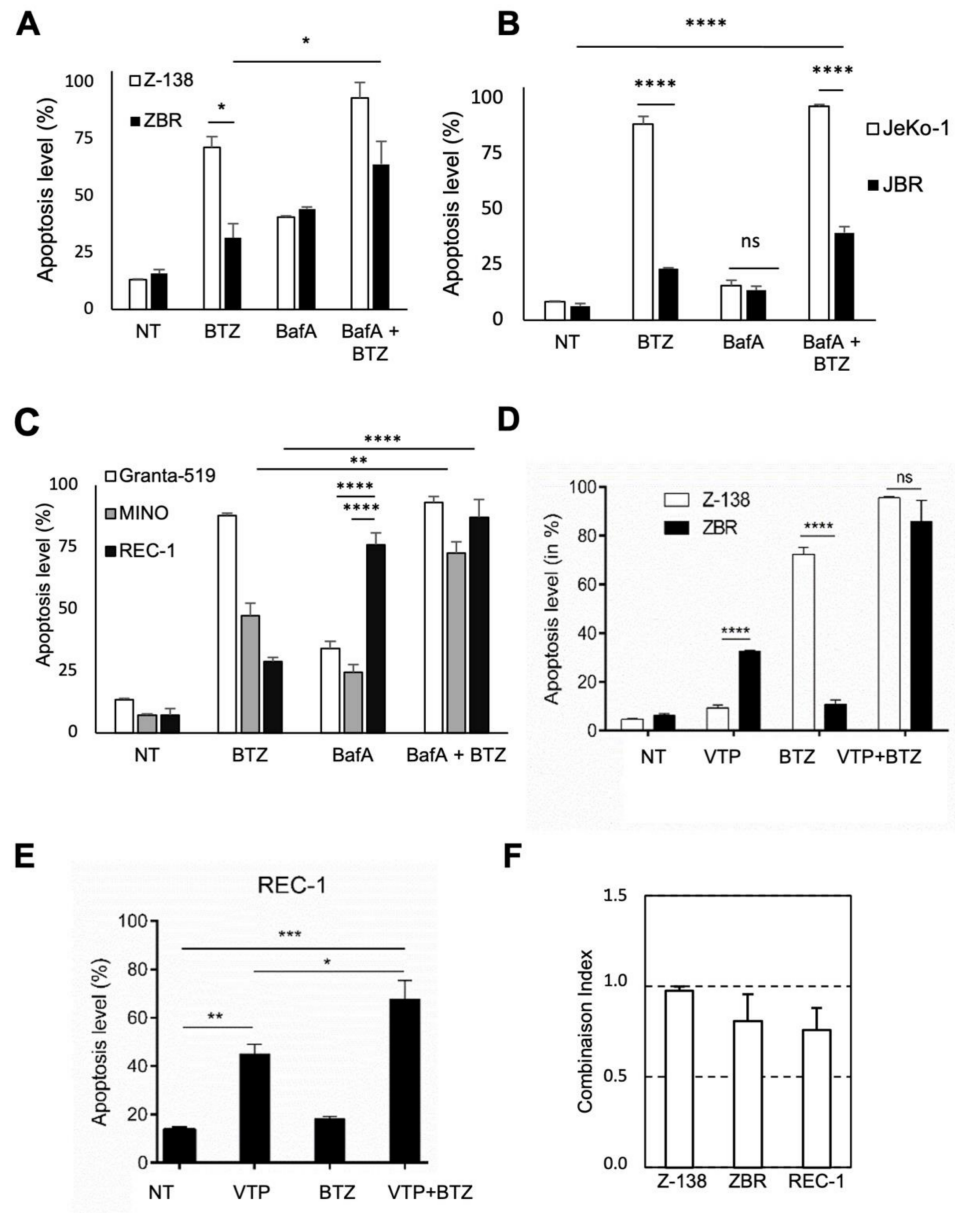 A
*
Z-138
ZBR
*
Apoptosis level (%)
100
75
50
25
0
NT
BTZ
BafA
BafA +
BTZ
B
****
****
****
JeKo-1
JBR
ns
Apoptosis level (%)
100
75
50
25
0
NT
BTZ
BafA
BafA +
BTZ
C
****
**
****
****
Granta-519
MINO
REC-1
Apoptosis level (%)
100
75
50
25
0
NT
BTZ
BafA
BafA + BTZ
D
ns
Z-138
ZBR
****
****
Apoptosis level (in %)
100
80
60
40
20
0
NT
VTP
BTZ
VTP+BTZ
E
REC-1
***
*
**
Apoptosis level (%)
100
80
60
40
20
0
NT
VTP
BTZ
VTP+BTZ
F
Combinaison Index
1.5
1.0
0.5
0.0
Z-138
ZBR
REC-1